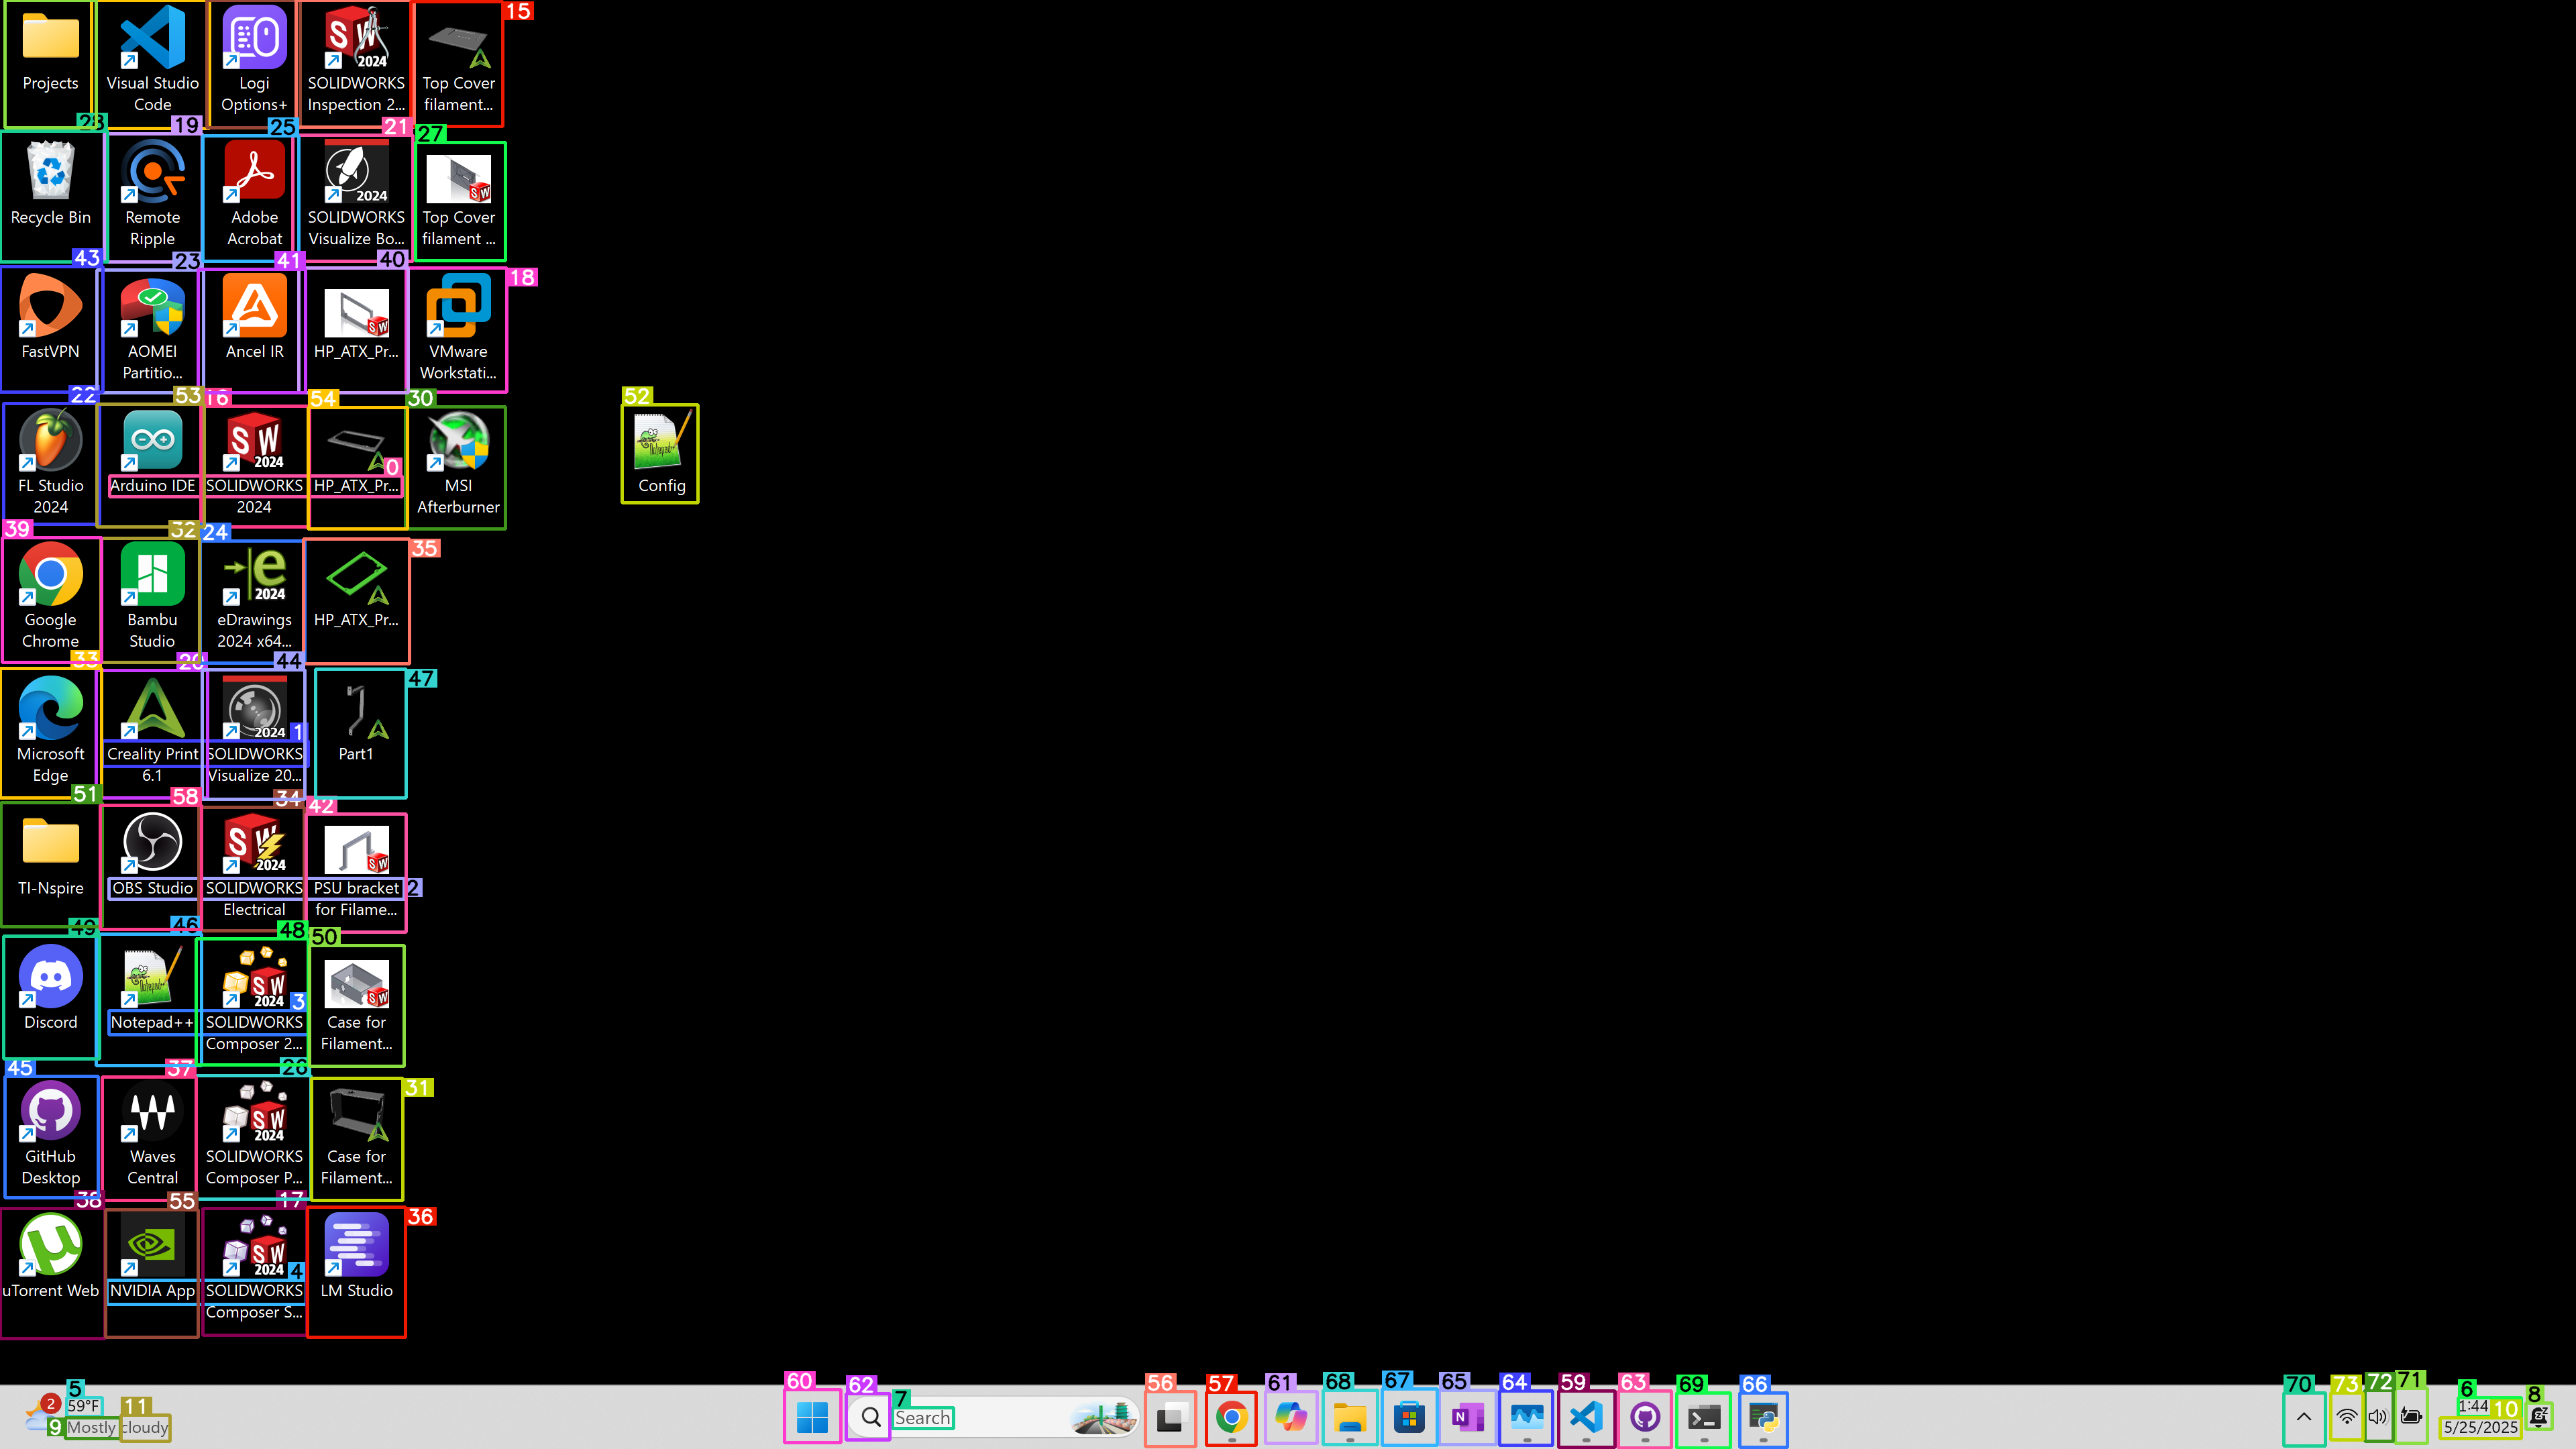 Projects
Visual Studio
Code
Logi
Options+
SOLIDWORKS
Inspection 2...
Top Cover
filament...
15
Recycle Bin
Remote
Ripple
Adobe
Acrobat
SOLIDWORKS
Visualize Bo...
Top Cover
filament ...
19
25
21
27
FastVPN
AOMEI
Partitio...
Ancel IR
HP_ATX_Pr...
VMware
Workstati...
43
23
41
40
18
FL Studio
2024
Arduino IDE
SOLIDWORKS
2024
HP_ATX_Pr...
MSI
Afterburner
Config
22
53
16
54
30
0
52
Google
Chrome
Bambu
Studio
eDrawings
2024 x64...
HP_ATX_Pr...
39
32
24
35
Microsoft
Edge
Creality Print
6.1
SOLIDWORKS
Visualize 20...
Part1
33
20
44
1
47
TI-Nspire
OBS Studio
SOLIDWORKS
Electrical
PSU bracket
for Filame...
51
58
34
42
2
Discord
Notepad++
SOLIDWORKS
Composer 2...
Case for
Filament...
49
46
48
3
50
GitHub
Desktop
Waves
Central
SOLIDWORKS
Composer P...
Case for
Filament...
45
37
26
31
uTorrent Web
NVIDIA App
SOLIDWORKS
Composer S...
LM Studio
38
55
17
4
36
2
5
59°F
9
Mostly cloudy
11
60
62
7
Search
56
57
61
68
67
65
64
59
63
69
66
70
73
72
71
6
1:44
10
5/25/2025
8